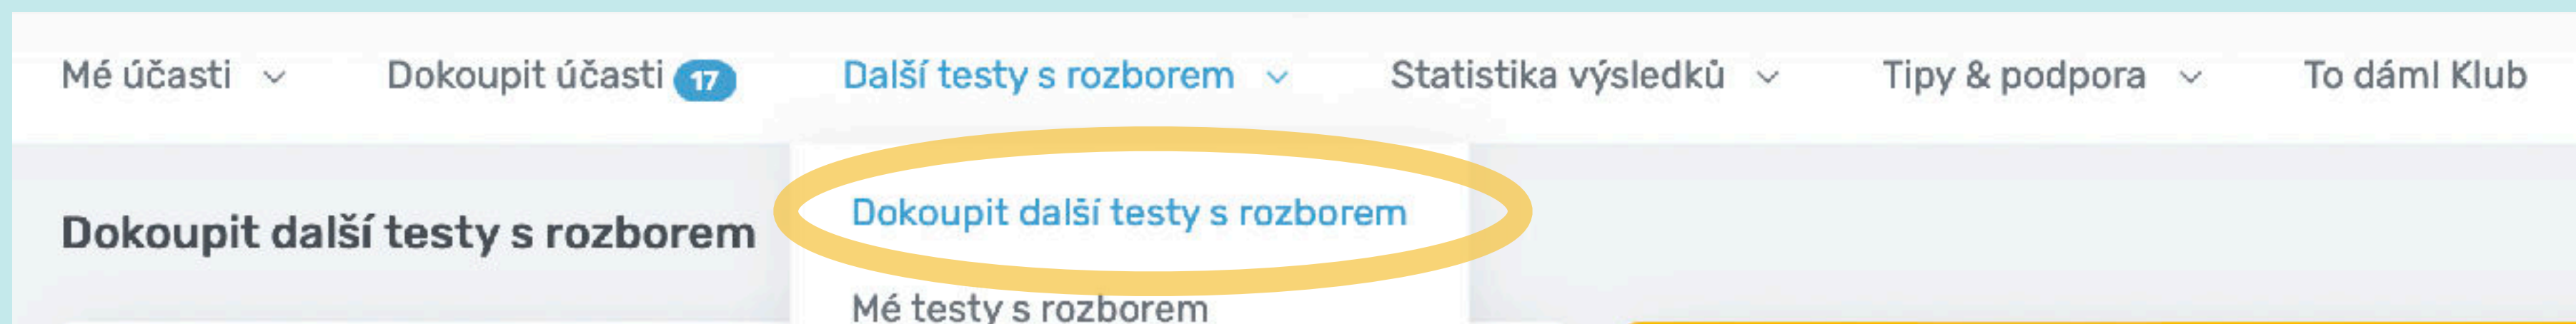 Mé účasti Dokoupit účasti 17 Další testy s rozborem Statistika výsledků Tipy & podpora To dám! Klub
Dokoupit další testy s rozborem
Dokoupit další testy s rozborem
Mé testy s rozborem